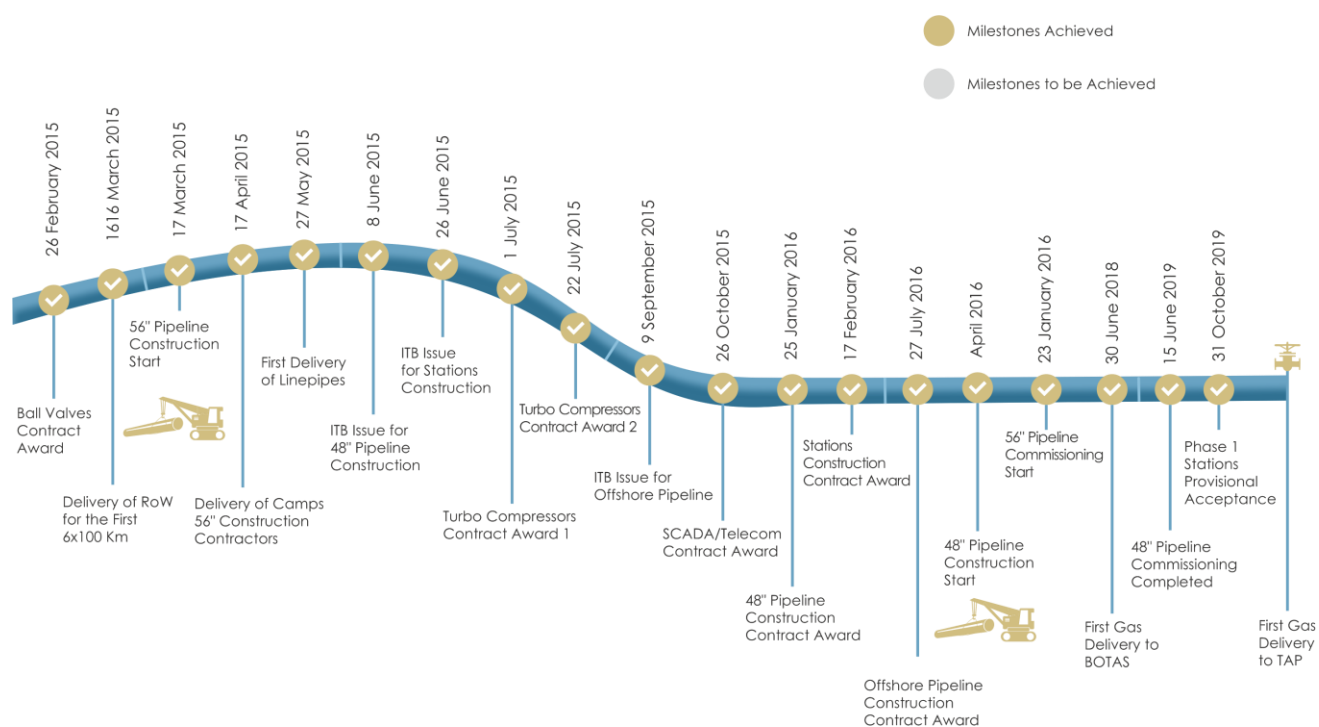 Milestones Achieved
Milestones to be Achieved
26 February 2015
1616 March 2015
17 March 2015
17 April 2015
27 May 2015
8 June 2015
26 June 2015
1 July 2015
22 July 2015
9 September 2015
26 October 2015
25 January 2016
17 February 2016
27 July 2016
April 2016
23 January 2016
30 June 2018
15 June 2019
31 October 2019
Ball Valves
Contract
Award
Delivery of RoW
for the First
6x100 Km
56" Pipeline
Construction
Start
Delivery of Camps
56" Construction
Contractors
First Delivery
of Linepipes
ITB Issue for
48" Pipeline
Construction
ITB Issue
for Stations
Construction
Turbo Compressors
Contract Award 1
Turbo Compressors
Contract Award 2
ITB Issue for
Offshore Pipeline
SCADA/Telecom
Contract Award
48" Pipeline
Construction
Contract Award
Stations
Construction
Contract Award
Offshore Pipeline
Construction
Contract Award
48" Pipeline
Construction
Start
56" Pipeline
Commissioning
Start
First Gas
Delivery to
BOTAS
48" Pipeline
Commissioning
Completed
Phase 1
Stations
Provisional
Acceptance
First Gas
Delivery
to TAP